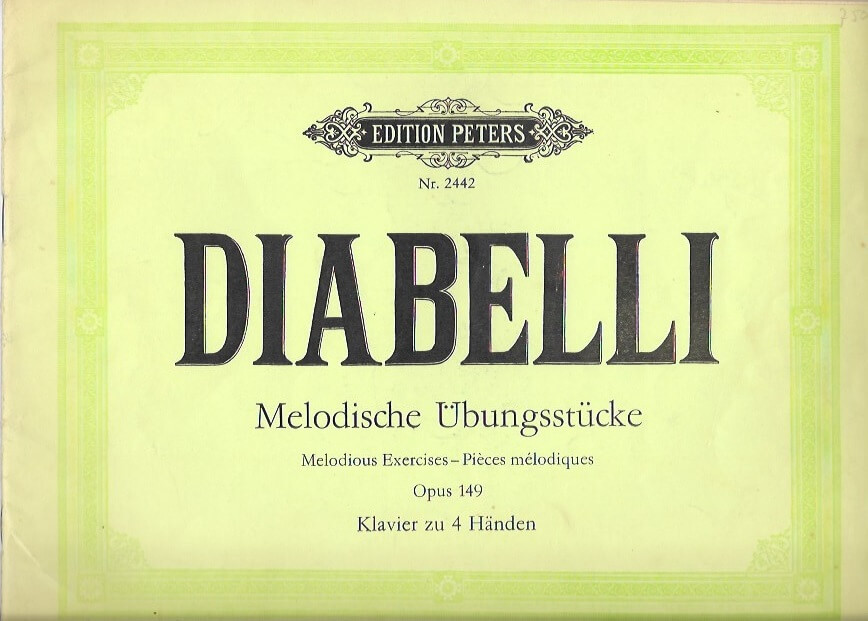 EDITION PETERS
Nr. 2442
DIABELLI
Melodische Übungsstücke
Melodious Exercises – Pièces mélodiques
Opus 149
Klavier zu 4 Händen